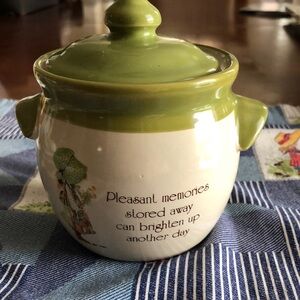 Pleasant memories
stored away
can brighten up
another day